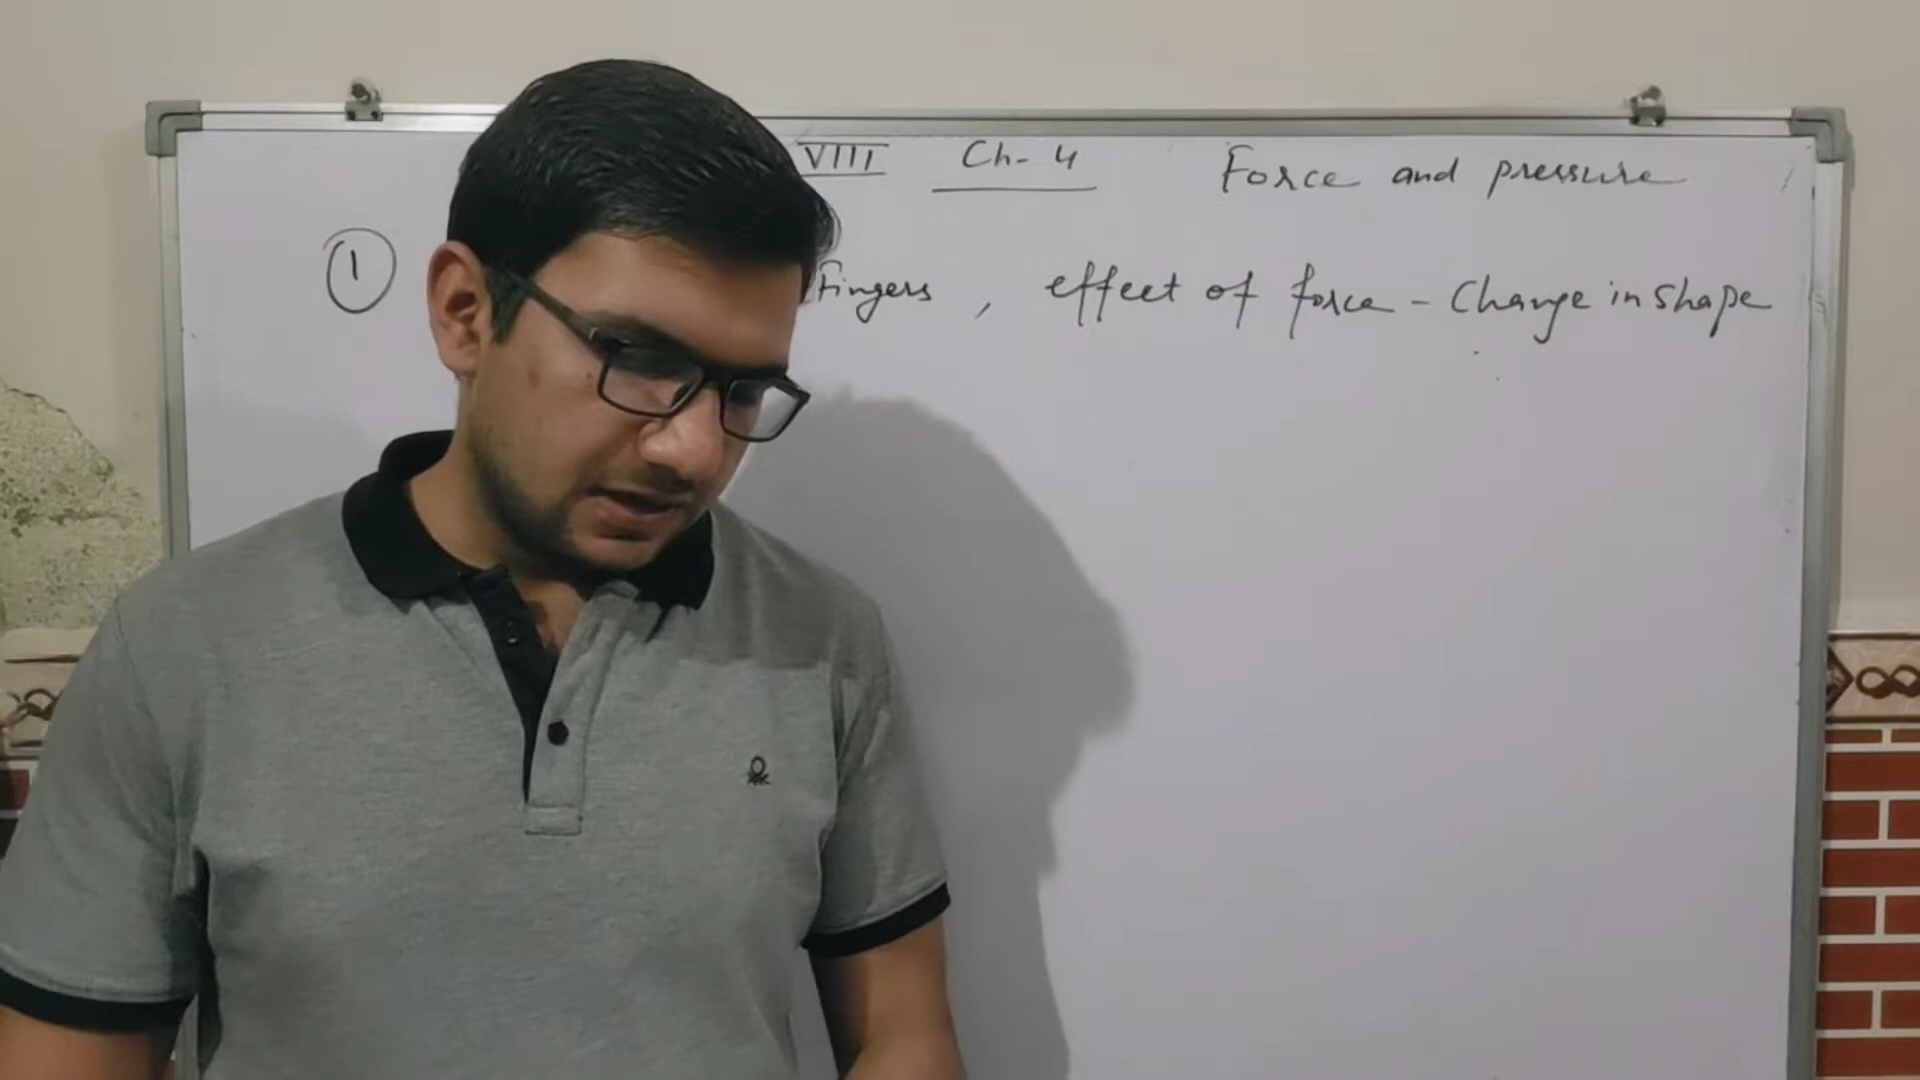 VIII Ch- 4 Force and pressure
1 Fingers , effect of force - Change in shape